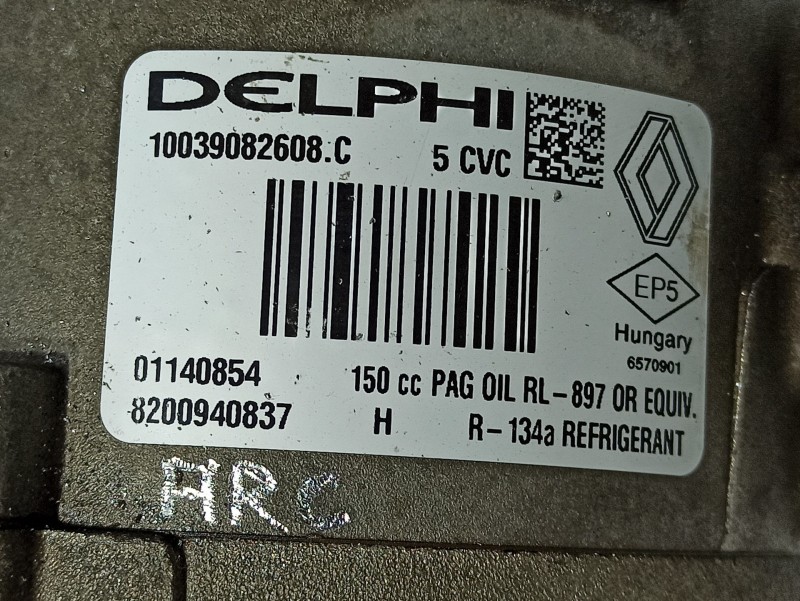 DELPHI
10039082608.C 5 CVC
EP5
Hungary
6570901
01140854 150 cc PAG OIL RL-897 OR EQUIV.
8200940837 H R-134a REFRIGERANT
ARC